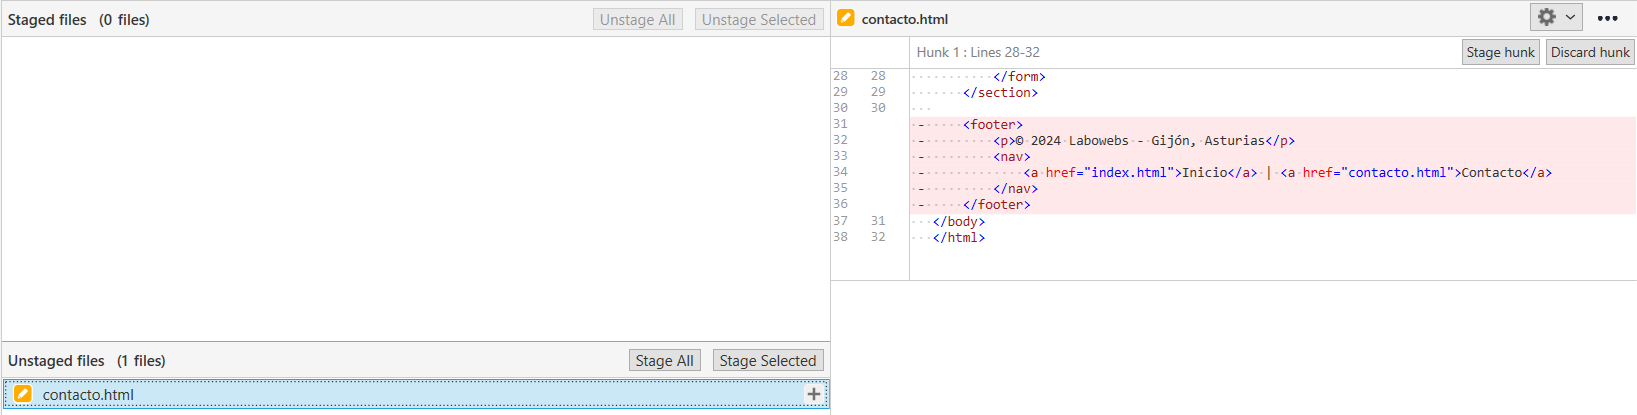 Staged files (0 files) Unstage All Unstage Selected
contacto.html
Hunk 1 : Lines 28-32 Stage hunk Discard hunk
28 28 </form>
29 29 </section>
30 30
31 - <footer>
32 - <p>© 2024 Labowebs - Gijón, Asturias</p>
33 - <nav>
34 - <a href="index.html">Inicio</a> | <a href="contacto.html">Contacto</a>
35 - </nav>
36 - </footer>
37 31 </body>
38 32 </html>
Unstaged files (1 files) Stage All Stage Selected
contacto.html